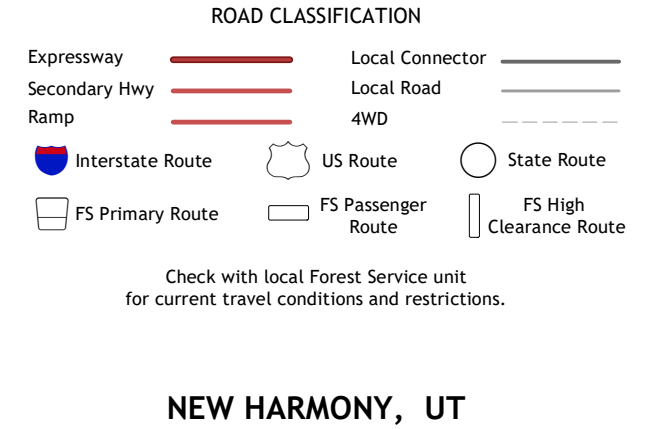 ROAD CLASSIFICATION
Expressway
Local Connector
Secondary Hwy
Local Road
Ramp
4WD
Interstate Route
US Route
State Route
FS Primary Route
FS Passenger
Route
FS High
Clearance Route
Check with local Forest Service unit
for current travel conditions and restrictions.
NEW HARMONY, UT